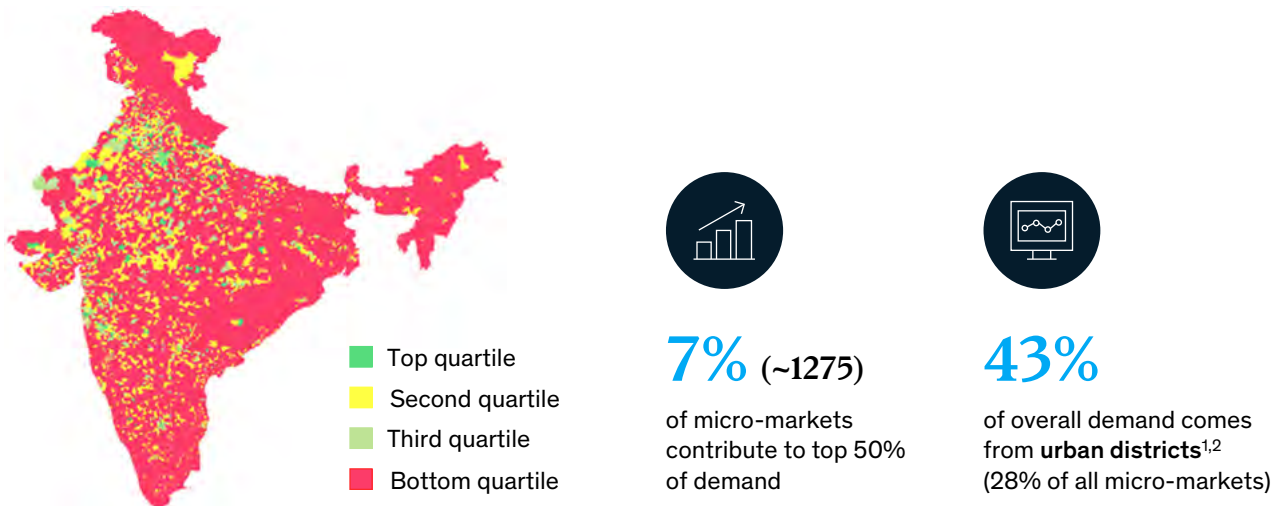 Top quartile
Second quartile
Third quartile
Bottom quartile
7% (~1275)
of micro-markets
contribute to top 50%
of demand
43%
of overall demand comes
from urban districts1,2
(28% of all micro-markets)